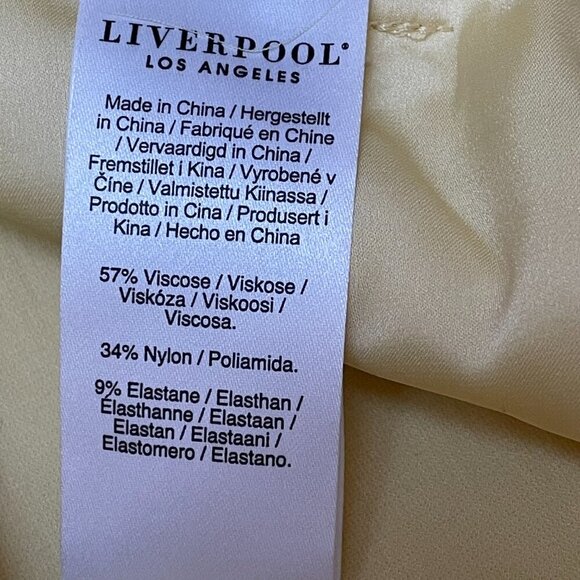 LIVERPOOL®
LOS ANGELES
Made in China / Hergestellt
in China / Fabriqué en Chine
/ Vervaardigd in China /
Fremstillet i Kina / Vyrobené v
Číne / Valmistettu Kiinassa /
Prodotto in Cina / Produsert i
Kina / Hecho en China
57% Viscose / Viskose /
Viskóza / Viskoosi /
Viscosa.
34% Nylon / Poliamida.
9% Elastane / Elasthan /
Élasthanne / Elastaan /
Elastan / Elastaani /
Elastomero / Elastano.